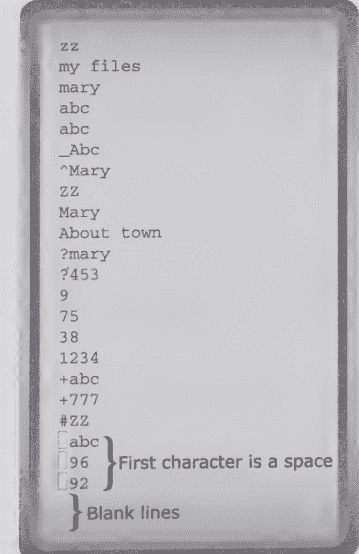 zz
my files
mary
abc
abc
_Abc
^Mary
ZZ
Mary
About town
?mary
?453
9
75
38
1234
+abc
+777
#ZZ
 abc
 96 First character is a space
 92
Blank lines